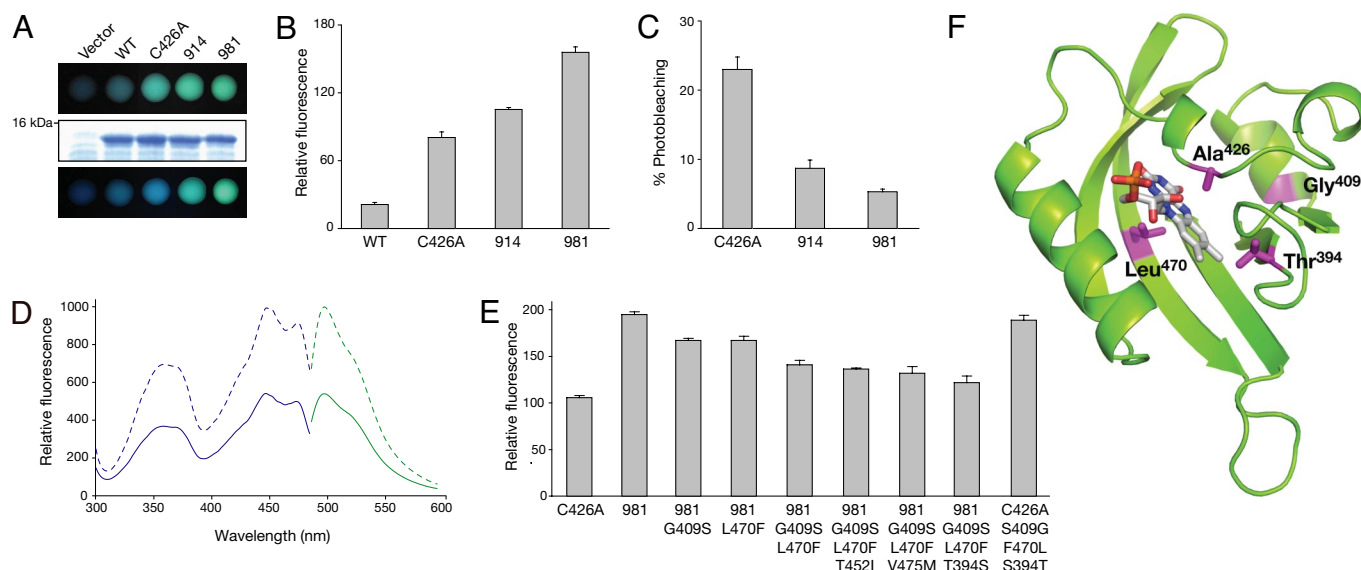 A
Vector WT C426A 914 981
16 kDa
B
Relative fluorescence
180
120
60
0
WT C426A 914 981
C
% Photobleaching
30
20
10
0
C426A 914 981
D
Relative fluorescence
1000
800
600
400
200
0
300 350 400 450 500 550 600
Wavelength (nm)
E
Relative fluorescence
200
150
100
50
0
C426A 981 981 981 981 981 981 981 C426A
G409S L470F G409S G409S G409S G409S S409G
L470F L470F L470F L470F F470L
T452I V475M T394S S394T
F
Ala426
Gly409
Leu470
Thr394